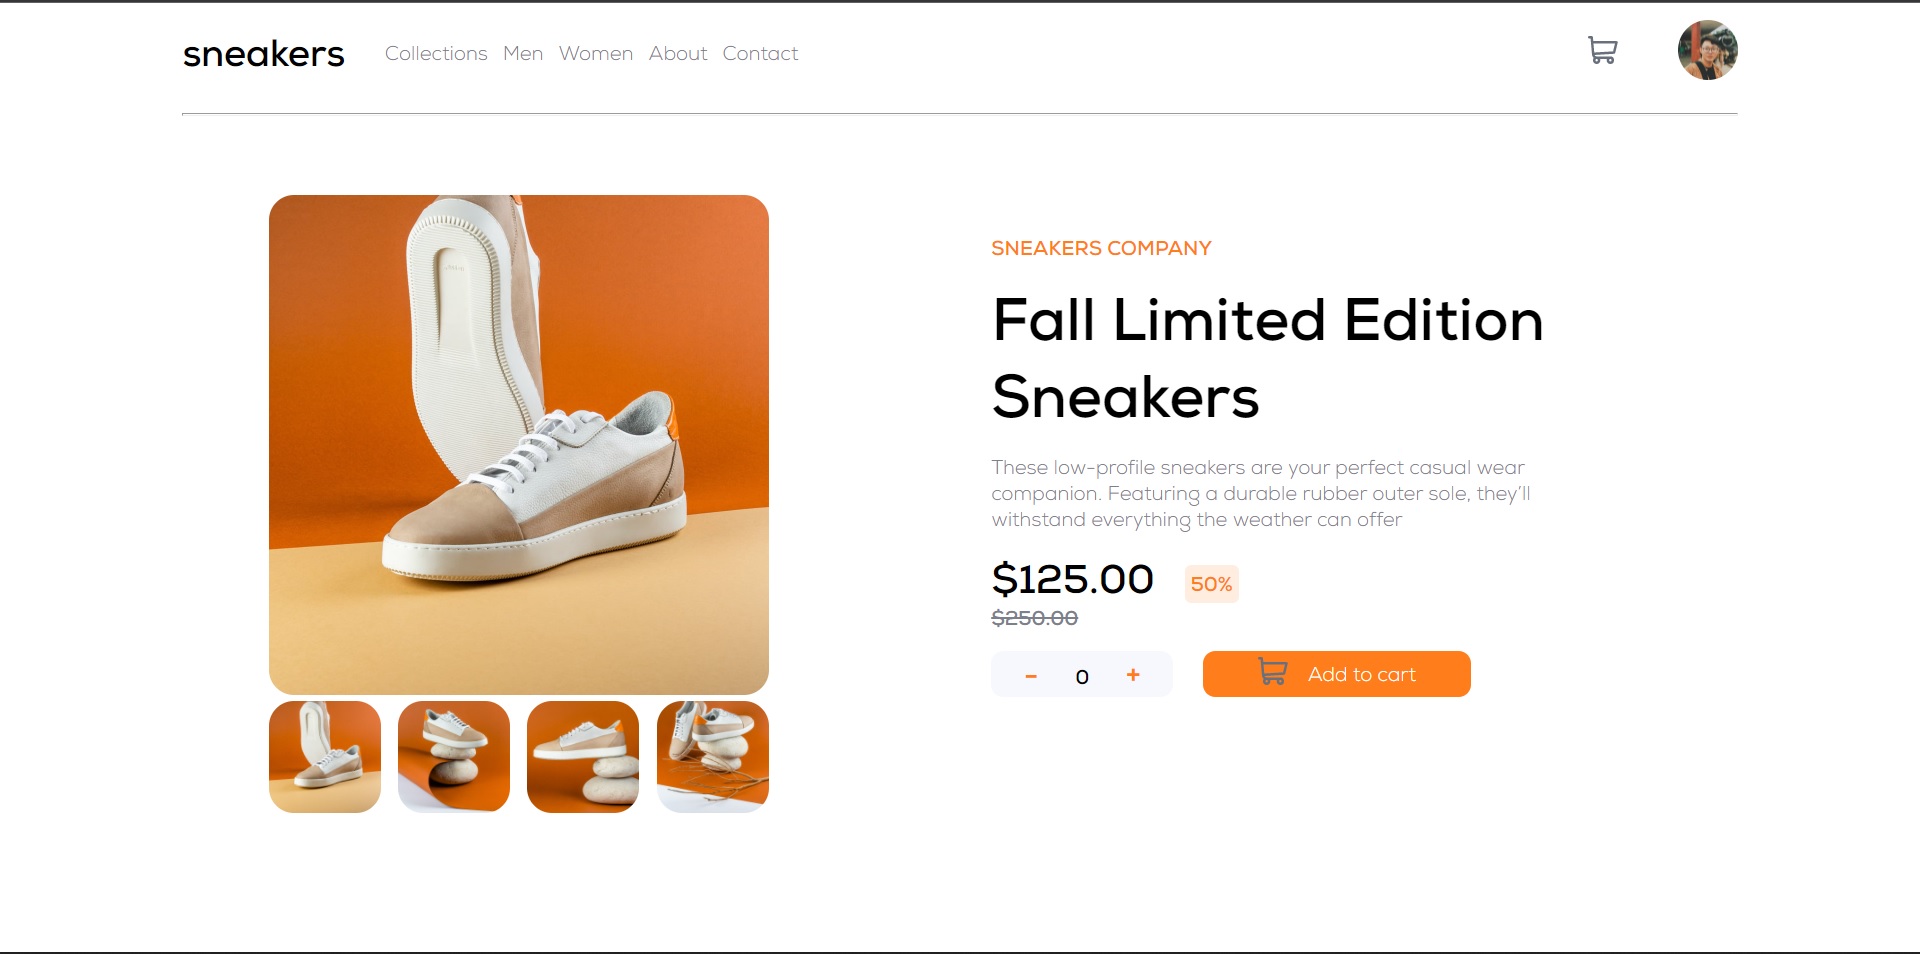 sneakers
Collections Men Women About Contact
SNEAKERS COMPANY
Fall Limited Edition
Sneakers
These low-profile sneakers are your perfect casual wear
companion. Featuring a durable rubber outer sole, they’ll
withstand everything the weather can offer
$125.00 50%
$250.00
- 0 + Add to cart